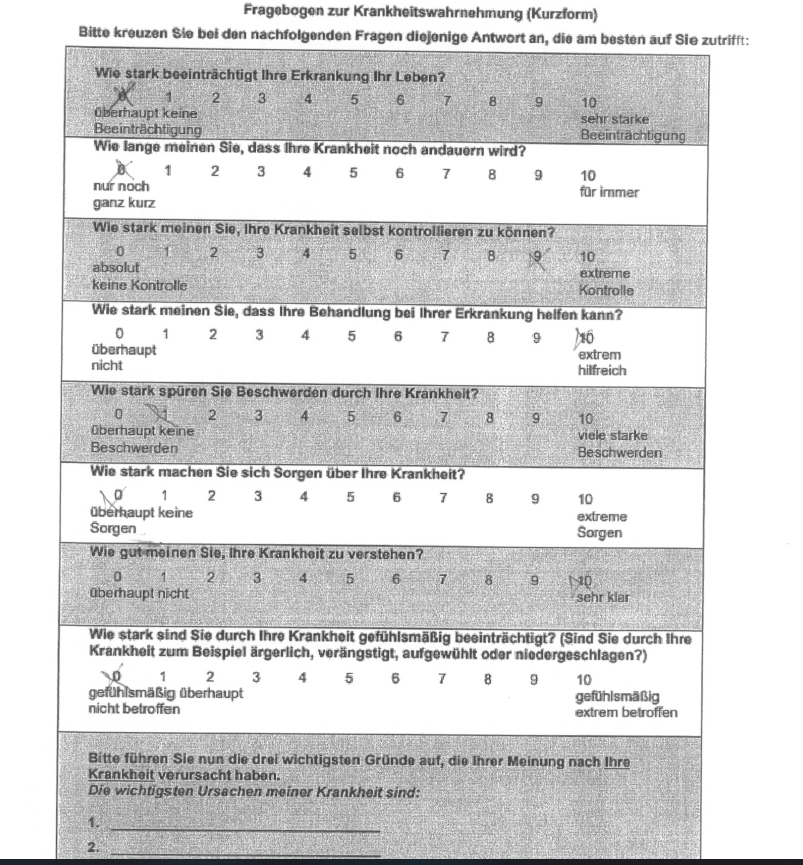 Fragebogen zur Krankheitswahrnehmung (Kurzform)
Bitte kreuzen Sie bei den nachfolgenden Fragen diejenige Antwort an, die am besten auf Sie zutrifft:
Wie stark beeinträchtigt Ihre Erkrankung Ihr Leben?
0 1 2 3 4 5 6 7 8 9 10
überhaupt keine sehr starke
Beeinträchtigung Beeinträchtigung
Wie lange meinen Sie, dass Ihre Krankheit noch andauern wird?
0 1 2 3 4 5 6 7 8 9 10
nur noch für immer
ganz kurz
Wie stark meinen Sie, Ihre Krankheit selbst kontrollieren zu können?
0 1 2 3 4 5 6 7 8 9 10
absolut extreme
keine Kontrolle Kontrolle
Wie stark meinen Sie, dass Ihre Behandlung bei Ihrer Erkrankung helfen kann?
0 1 2 3 4 5 6 7 8 9 10
überhaupt extrem
nicht hilfreich
Wie stark spüren Sie Beschwerden durch Ihre Krankheit?
0 1 2 3 4 5 6 7 8 9 10
überhaupt keine viele starke
Beschwerden Beschwerden
Wie stark machen Sie sich Sorgen über Ihre Krankheit?
0 1 2 3 4 5 6 7 8 9 10
überhaupt keine extreme
Sorgen Sorgen
Wie gut meinen Sie, Ihre Krankheit zu verstehen?
0 1 2 3 4 5 6 7 8 9 10
überhaupt nicht sehr klar
Wie stark sind Sie durch Ihre Krankheit gefühlsmäßig beeinträchtigt? (Sind Sie durch Ihre
Krankheit zum Beispiel ärgerlich, verängstigt, aufgewühlt oder niedergeschlagen?)
0 1 2 3 4 5 6 7 8 9 10
gefühlsmäßig überhaupt gefühlsmäßig
nicht betroffen extrem betroffen
Bitte führen Sie nun die drei wichtigsten Gründe auf, die Ihrer Meinung nach Ihre
Krankheit verursacht haben.
Die wichtigsten Ursachen meiner Krankheit sind:
1.
2.